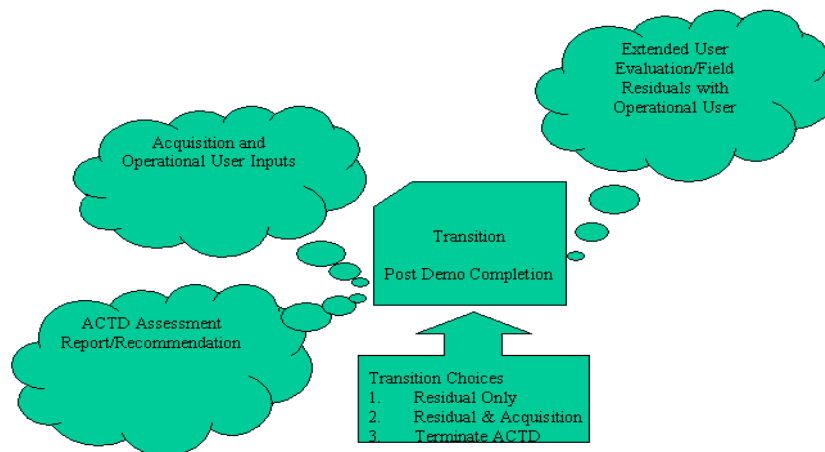 Extended User
Evaluation/Field
Residuals with
Operational User
Acquisition and
Operational User Inputs
Transition
Post Demo Completion
ACTD Assessment
Report/Recommendation
Transition Choices
1. Residual Only
2. Residual & Acquisition
3. Terminate ACTD